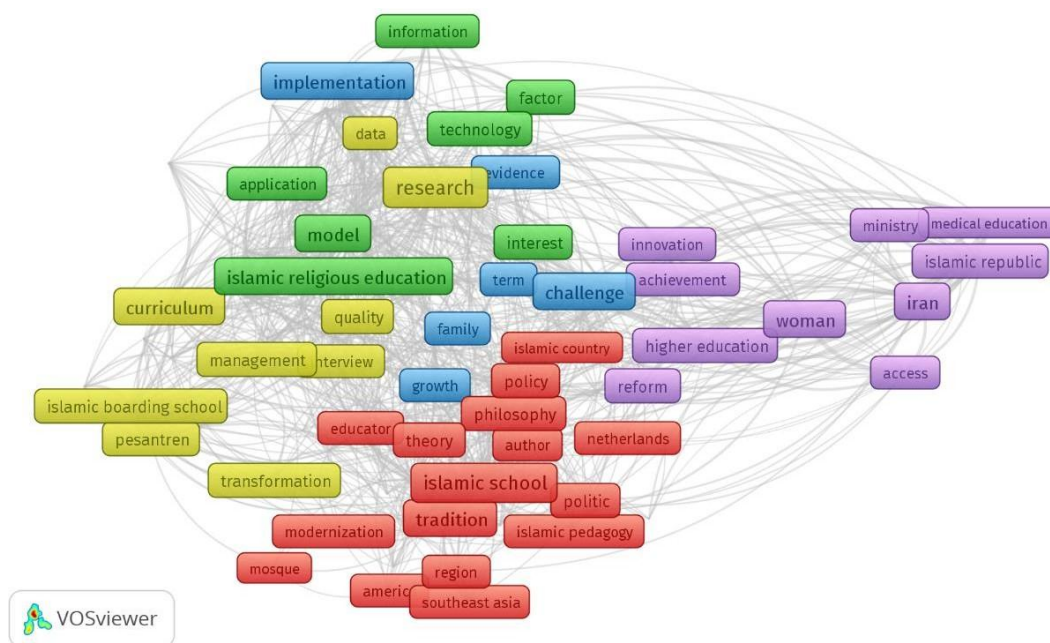 information
implementation
factor
data
technology
research
evidence
application
model
interest
innovation
ministry
medical education
islamic republic
islamic religious education
term
challenge
achievement
curriculum
quality
family
woman
iran
management
interview
islamic country
higher education
access
growth
policy
reform
islamic boarding school
pesantren
educator
theory
philosophy
author
netherlands
transformation
islamic school
politic
tradition
modernization
islamic pedagogy
mosque
region
americ
southeast asia
VOSviewer